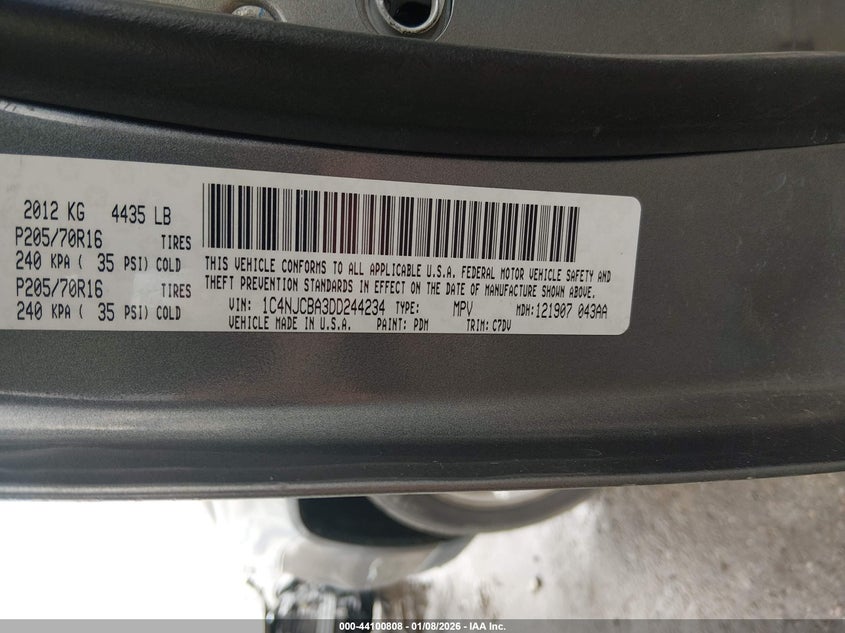 2012 KG 4435 LB
P205/70R16 TIRES
240 KPA ( 35 PSI) COLD
P205/70R16 TIRES
240 KPA ( 35 PSI) COLD
THIS VEHICLE CONFORMS TO ALL APPLICABLE U.S.A. FEDERAL MOTOR VEHICLE SAFETY AND
THEFT PREVENTION STANDARDS IN EFFECT ON THE DATE OF MANUFACTURE SHOWN ABOVE.
VIN: 1C4NJCBA3DD244234 TYPE: MPV MDH:121907 043AA
VEHICLE MADE IN U.S.A. PAINT: PDM TRIM: C7DV
000-44100808 - 01/08/2026 - IAA Inc.